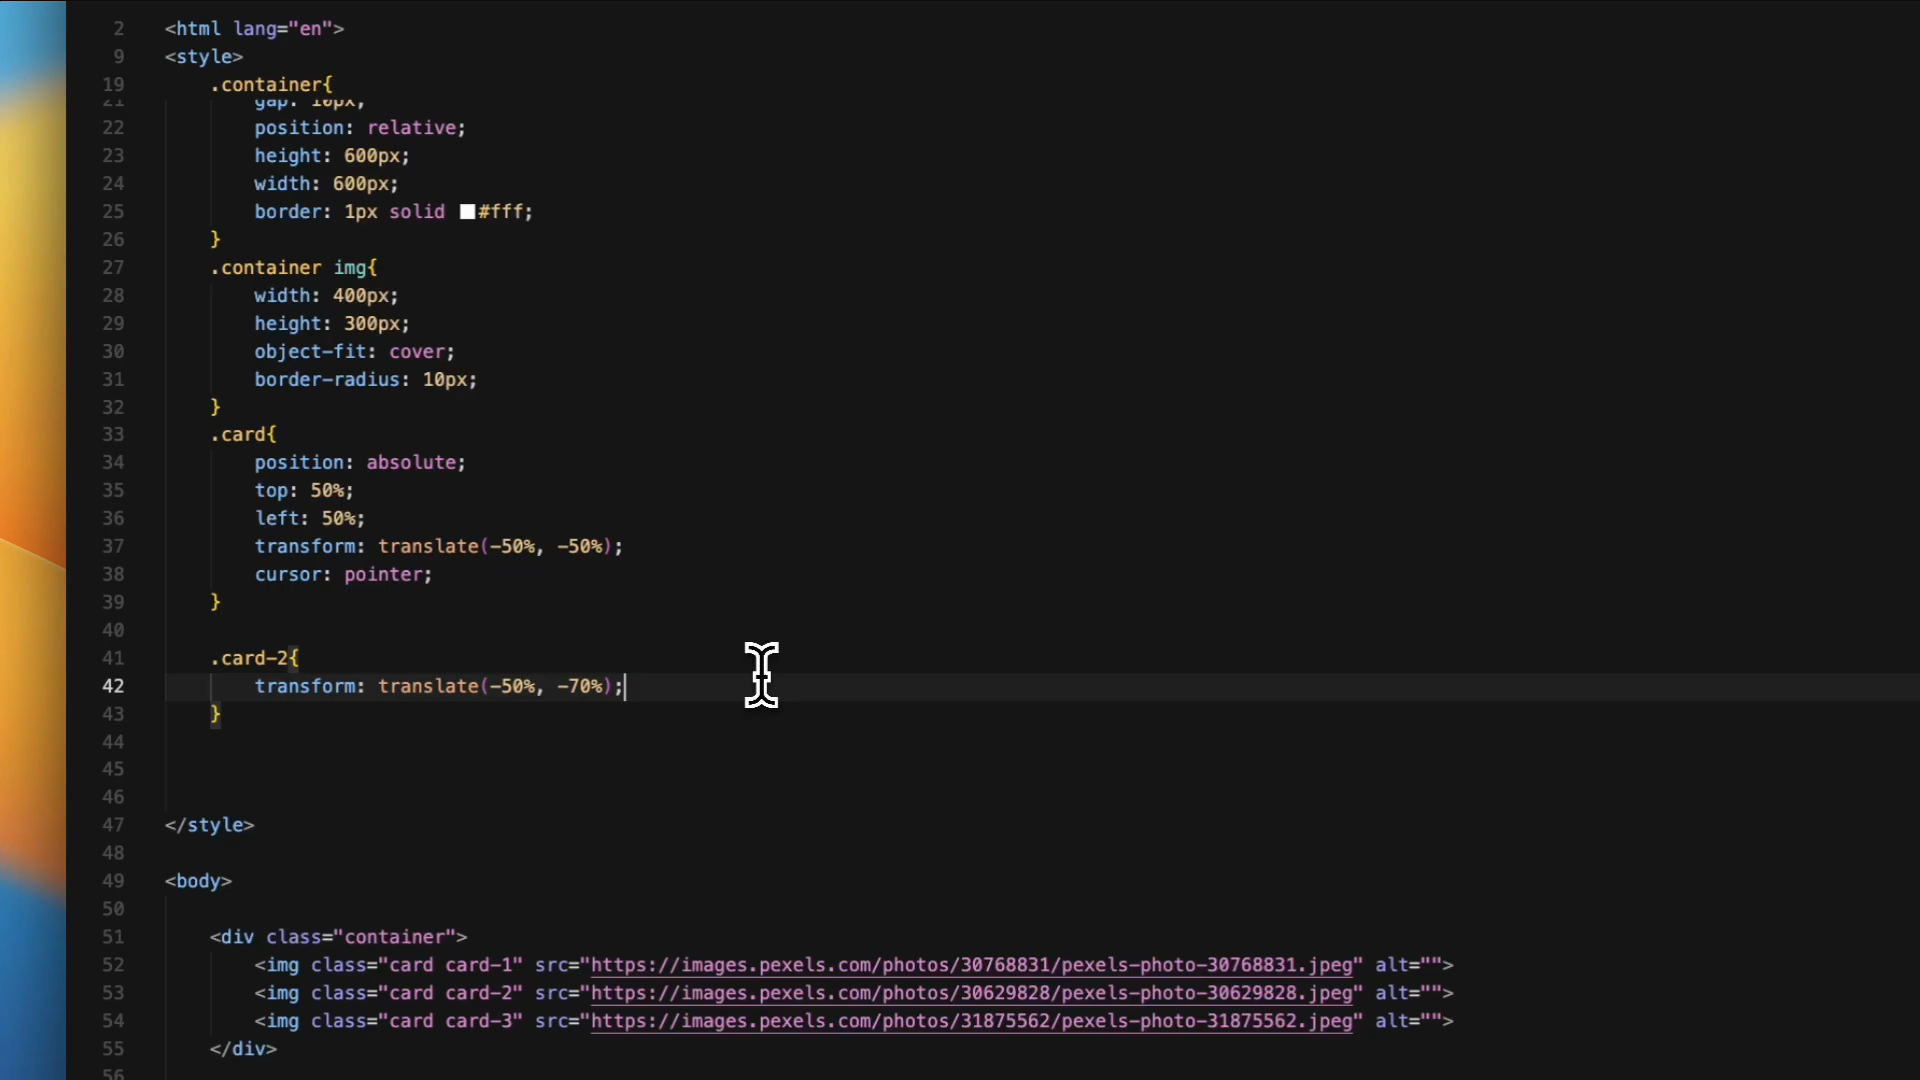 2 <html lang="en">
9 <style>
19 .container{
21 gap: 10px;
22 position: relative;
23 height: 600px;
24 width: 600px;
25 border: 1px solid #fff;
26 }
27 .container img{
28 width: 400px;
29 height: 300px;
30 object-fit: cover;
31 border-radius: 10px;
32 }
33 .card{
34 position: absolute;
35 top: 50%;
36 left: 50%;
37 transform: translate(-50%, -50%);
38 cursor: pointer;
39 }
40
41 .card-2{
42 transform: translate(-50%, -70%);
43 }
44
45
46
47 </style>
48
49 <body>
50
51 <div class="container">
52 <img class="card card-1" src="https://images.pexels.com/photos/30768831/pexels-photo-30768831.jpeg" alt="">
53 <img class="card card-2" src="https://images.pexels.com/photos/30629828/pexels-photo-30629828.jpeg" alt="">
54 <img class="card card-3" src="https://images.pexels.com/photos/31875562/pexels-photo-31875562.jpeg" alt="">
55 </div>
56